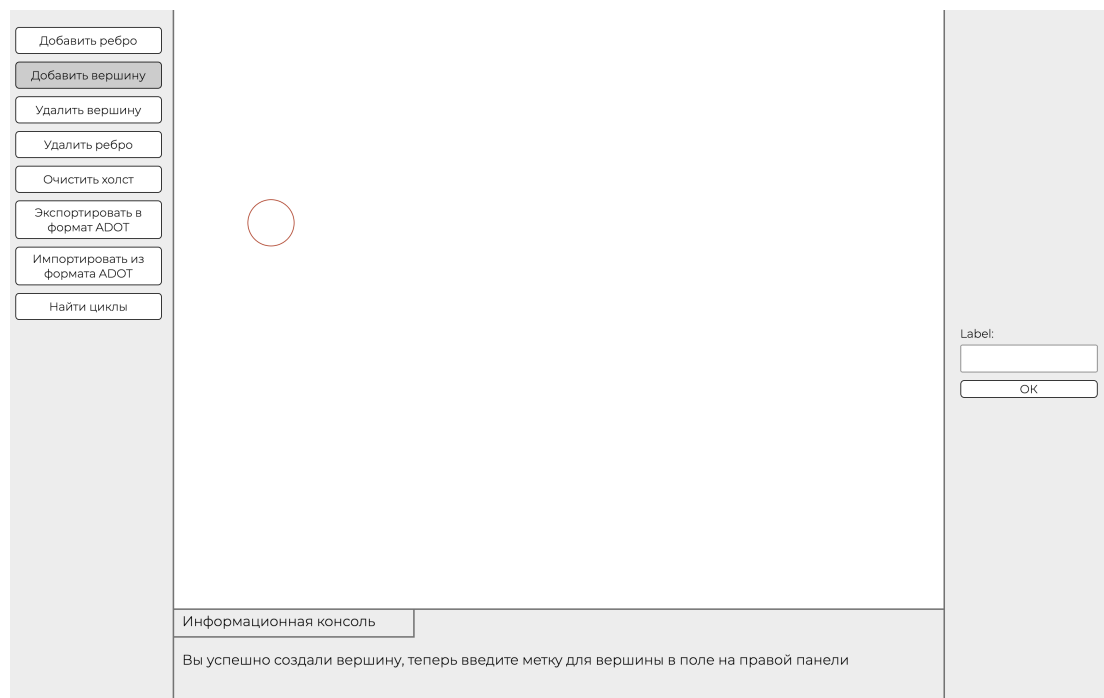 Добавить ребро
Добавить вершину
Удалить вершину
Удалить ребро
Очистить холст
Экспортировать в
формат ADOT
Импортировать из
формата ADOT
Найти циклы
Label:
ОК
Информационная консоль
Вы успешно создали вершину, теперь введите метку для вершины в поле на правой панели